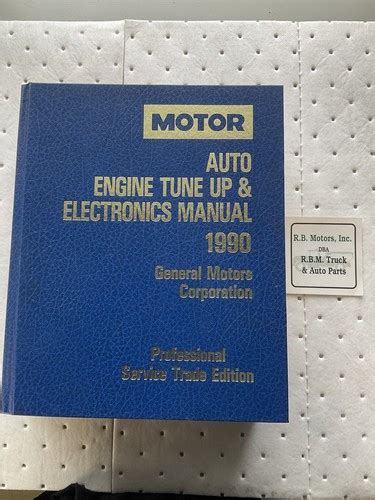 MOTOR
AUTO
ENGINE TUNE UP &
ELECTRONICS MANUAL
1990
General Motors
Corporation
Professional
Service Trade Edition
R.B. Motors, Inc.
DBA
R.B.M. Truck
& Auto Parts